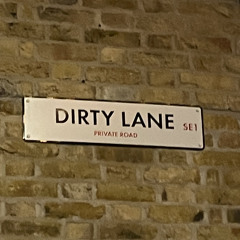 DIRTY LANE SE1
PRIVATE ROAD